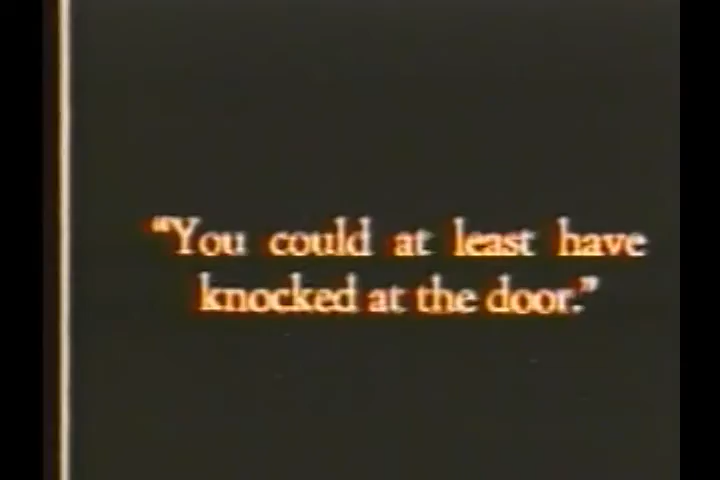 “You could at least have
knocked at the door.”